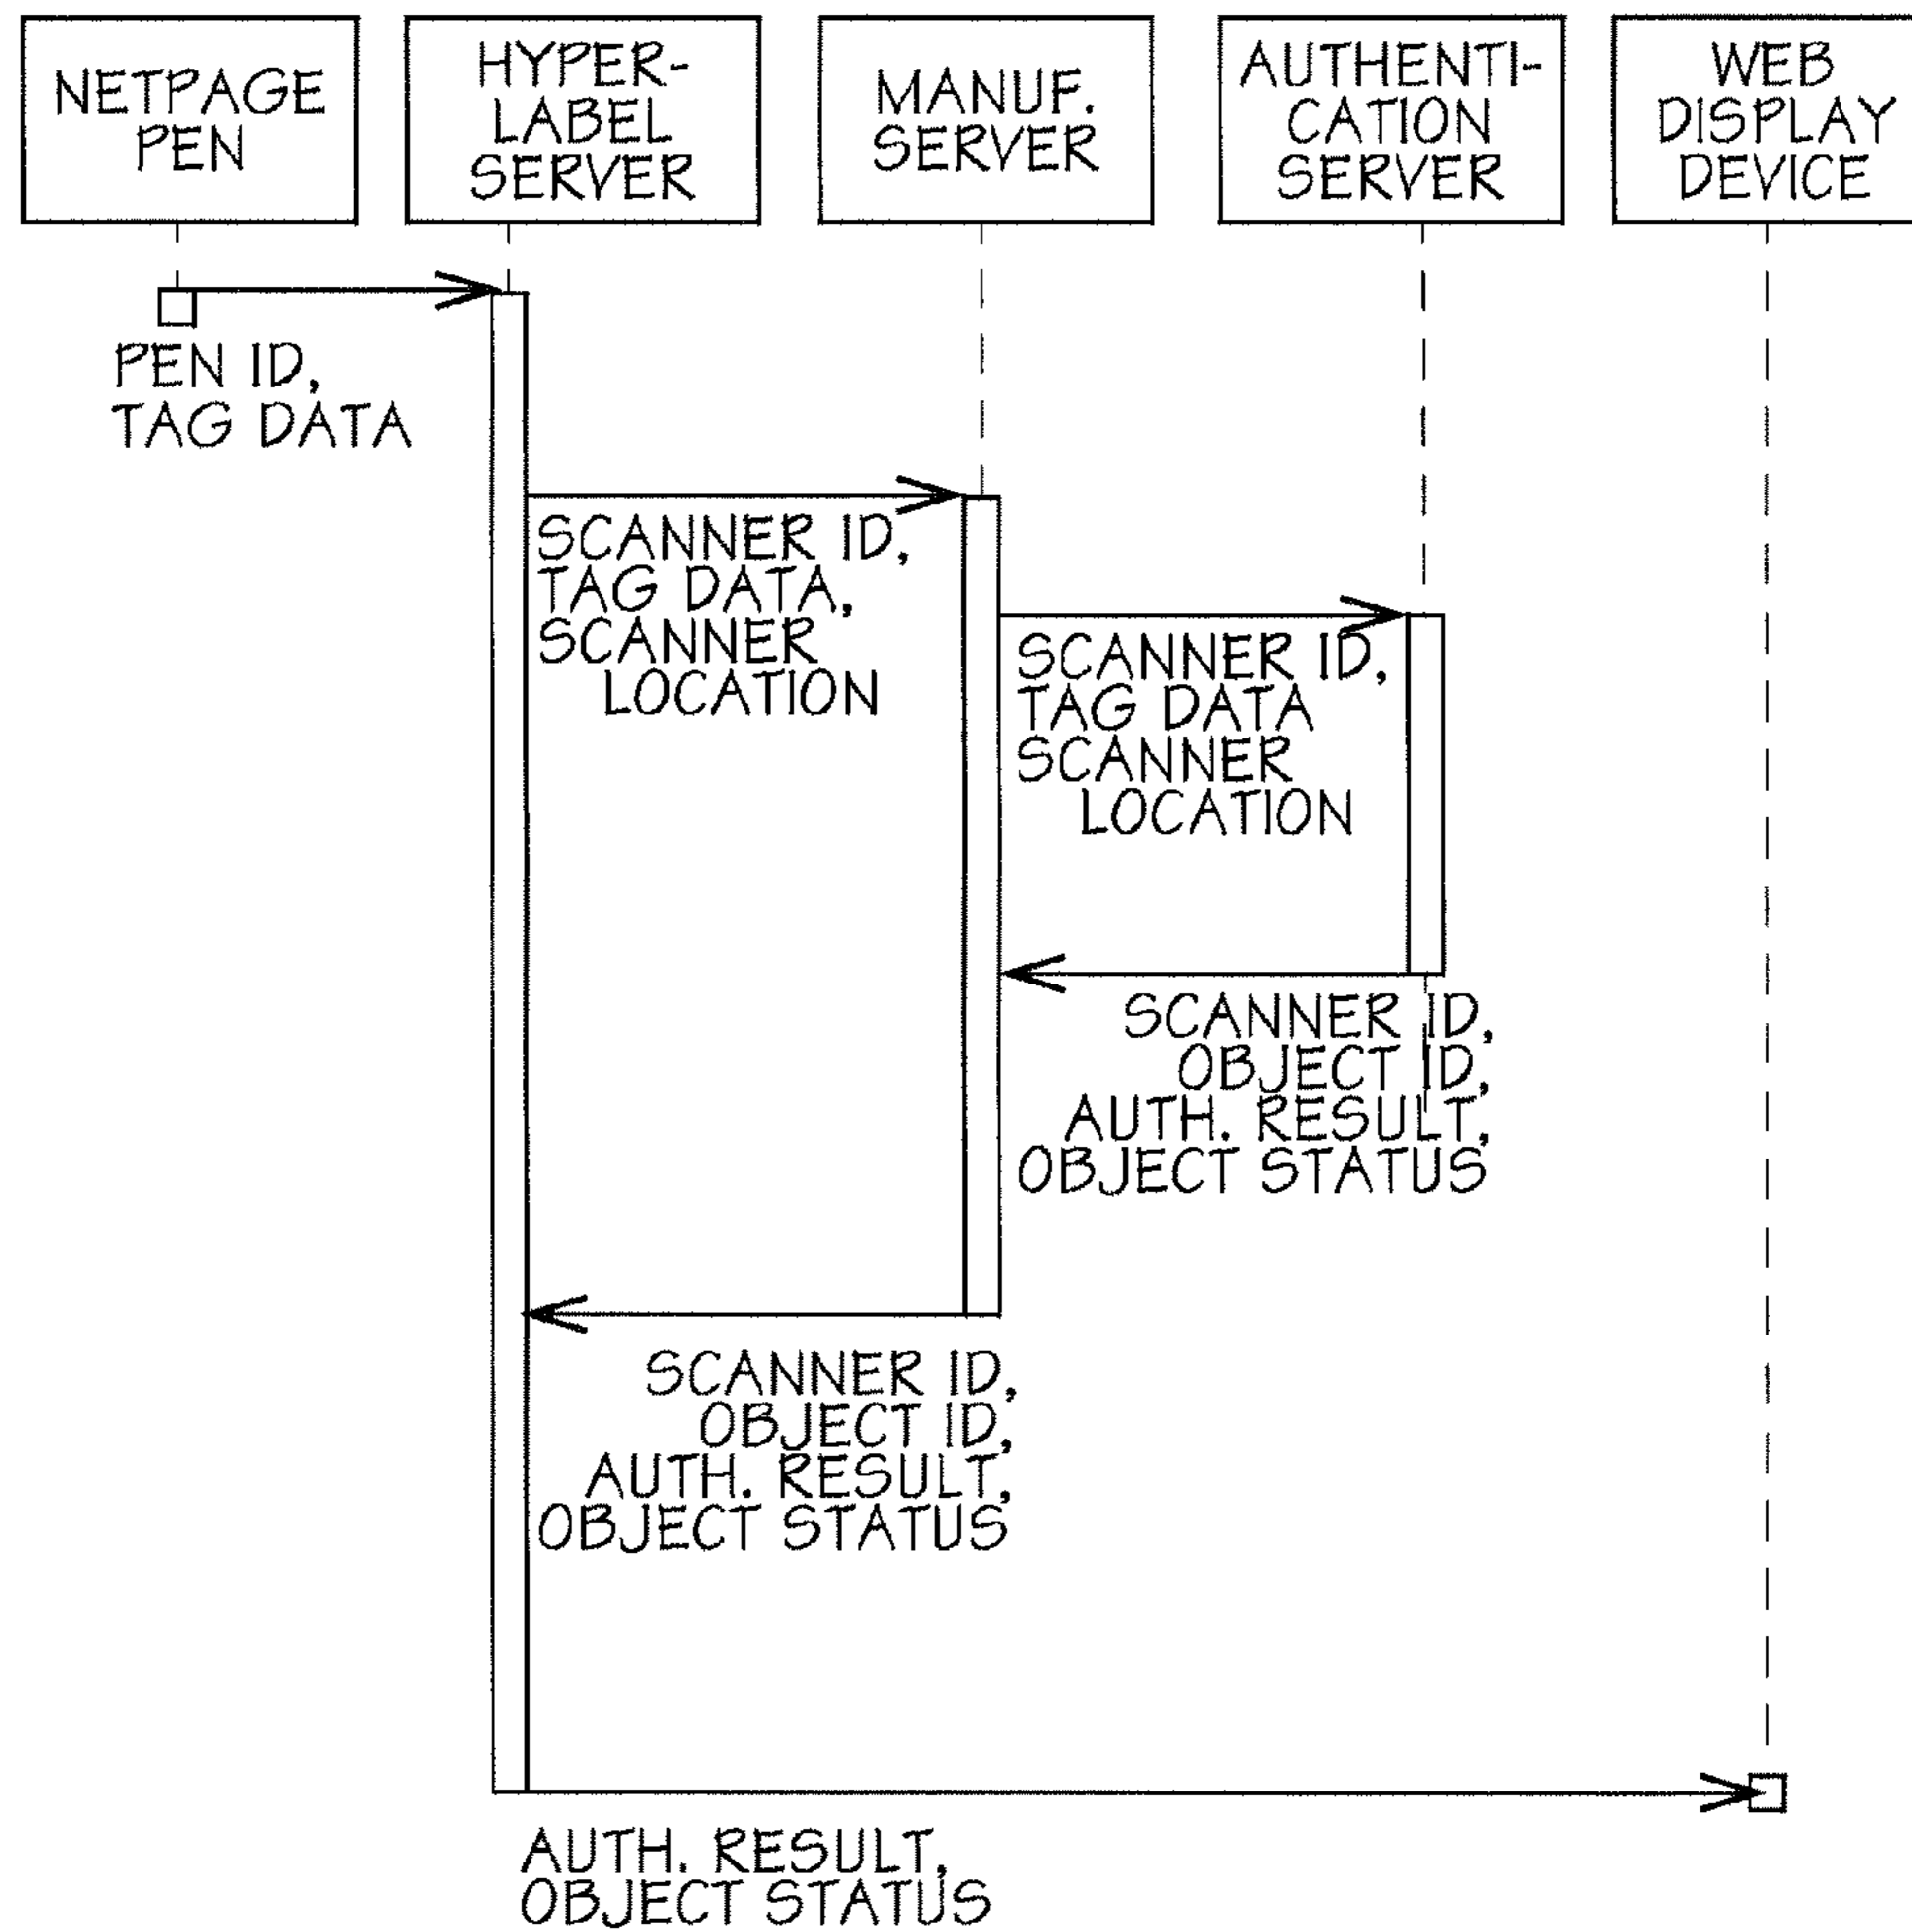 NETPAGE
PEN
HYPER-
LABEL
SERVER
MANUF.
SERVER
AUTHENTI-
CATION
SERVER
WEB
DISPLAY
DEVICE
PEN ID,
TAG DATA
SCANNER ID,
TAG DATA,
SCANNER
LOCATION
SCANNER ID,
TAG DATA
SCANNER
LOCATION
SCANNER ID,
OBJECT ID,
AUTH. RESULT,
OBJECT STATUS
SCANNER ID,
OBJECT ID,
AUTH. RESULT,
OBJECT STATUS
AUTH. RESULT,
OBJECT STATUS